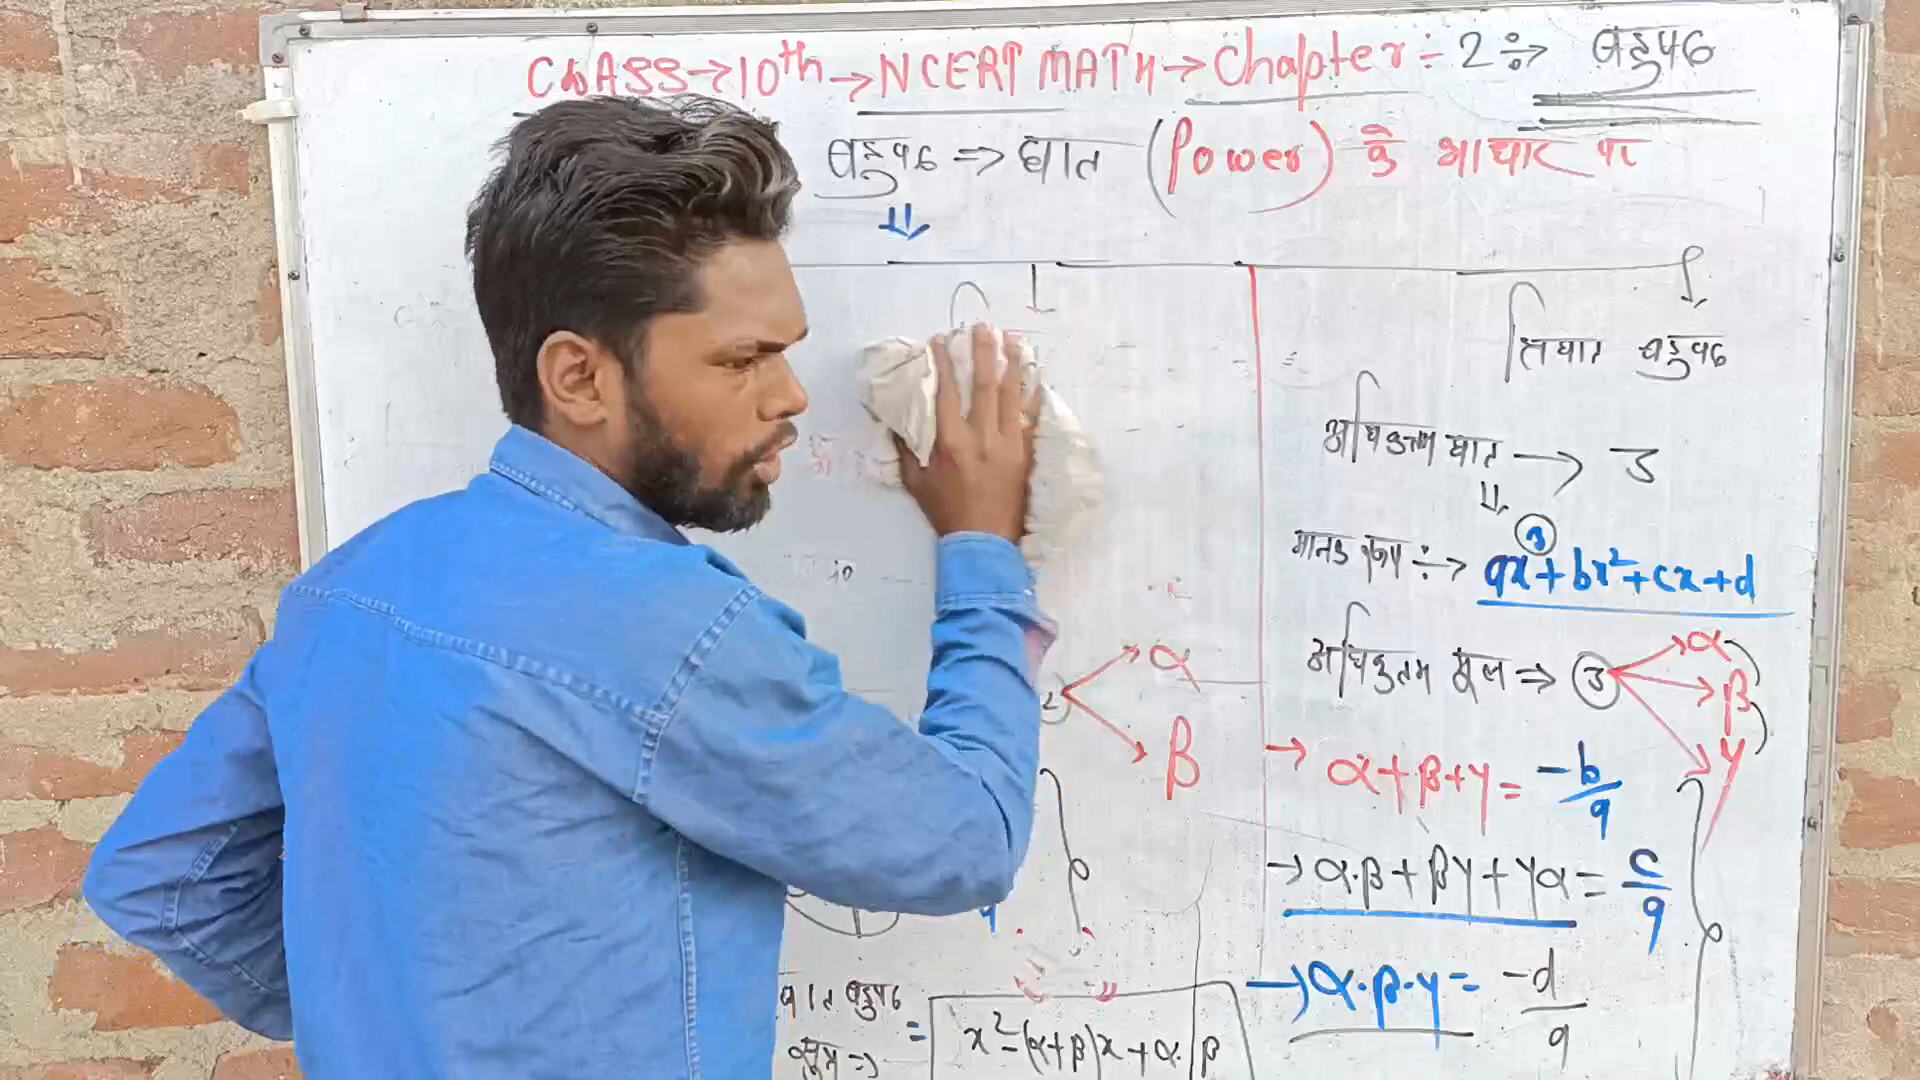 CLASS → 10th → NCERT MATH → Chapter ÷ 2 ÷→ बहुपद
बहुपद ⇒ घात (Power) के आधार पर
त्रिघात बहुपद
अधिकतम घात → 3
मानक रूप ÷→ ax³+bx²+cx+d
अधिकतम मूल ⇒ 3
α
β
γ
2
α
β
→ α+β+γ = -b/a
→ α.β+βγ+γα = c/a
→ α.β.γ = -d/a
घात बहुपद
सूत्र ⇒ = x²-(α+β)x+α.β